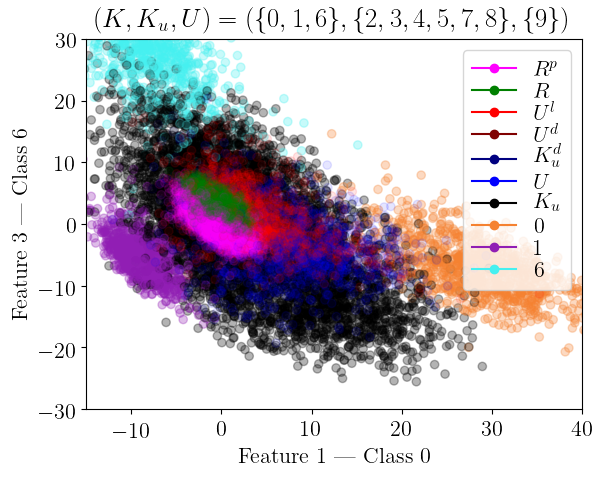 (K, K_u, U) = ({0, 1, 6}, {2, 3, 4, 5, 7, 8}, {9})
30
20
10
0
−10
−20
−30
Feature 3 — Class 6
R^p
R
U^l
U^d
K_u^d
U
K_u
0
1
6
−10
0
10
20
30
40
Feature 1 — Class 0